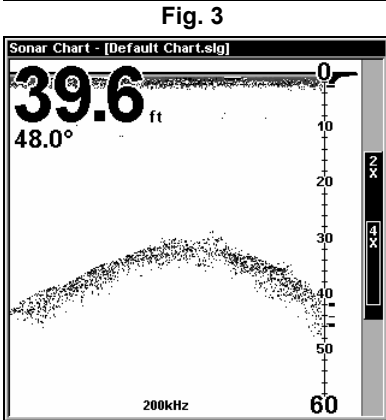 Fig. 3
Sonar Chart - [Default Chart.slg]
39.6 ft
48.0°
0
10
20
30
40
50
60
2X
4X
200kHz